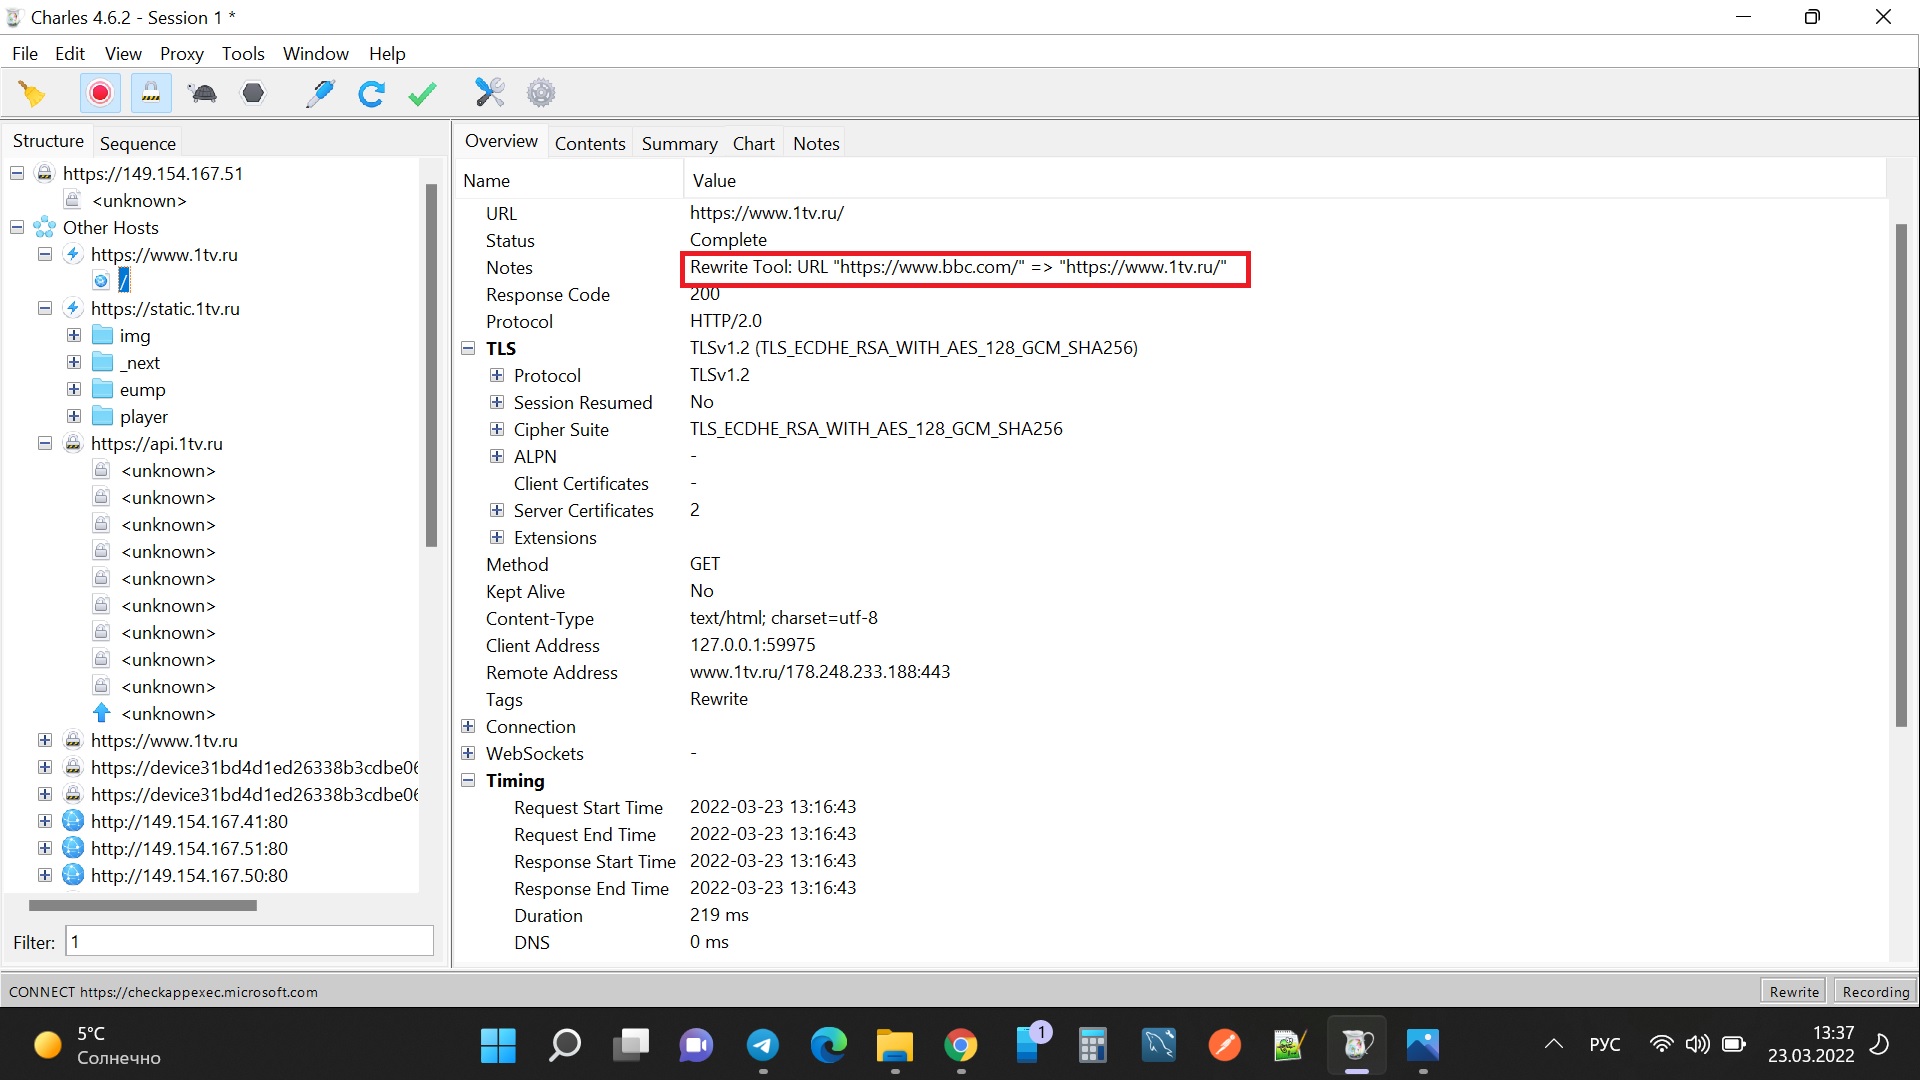 Charles 4.6.2 - Session 1 *
File Edit View Proxy Tools Window Help
Structure Sequence
https://149.154.167.51
<unknown>
Other Hosts
https://www.1tv.ru
/
https://static.1tv.ru
img
_next
eump
player
https://api.1tv.ru
<unknown>
<unknown>
<unknown>
<unknown>
<unknown>
<unknown>
<unknown>
<unknown>
<unknown>
<unknown>
https://www.1tv.ru
https://device31bd4d1ed26338b3cdbe06
https://device31bd4d1ed26338b3cdbe06
http://149.154.167.41:80
http://149.154.167.51:80
http://149.154.167.50:80
Filter: 1
Overview Contents Summary Chart Notes
Name Value
URL https://www.1tv.ru/
Status Complete
Notes Rewrite Tool: URL "https://www.bbc.com/" => "https://www.1tv.ru/"
Response Code 200
Protocol HTTP/2.0
TLS TLSv1.2 (TLS_ECDHE_RSA_WITH_AES_128_GCM_SHA256)
Protocol TLSv1.2
Session Resumed No
Cipher Suite TLS_ECDHE_RSA_WITH_AES_128_GCM_SHA256
ALPN -
Client Certificates -
Server Certificates 2
Extensions
Method GET
Kept Alive No
Content-Type text/html; charset=utf-8
Client Address 127.0.0.1:59975
Remote Address www.1tv.ru/178.248.233.188:443
Tags Rewrite
Connection
WebSockets -
Timing
Request Start Time 2022-03-23 13:16:43
Request End Time 2022-03-23 13:16:43
Response Start Time 2022-03-23 13:16:43
Response End Time 2022-03-23 13:16:43
Duration 219 ms
DNS 0 ms
CONNECT https://checkappexec.microsoft.com
Rewrite Recording
5°C
Солнечно
1
РУС
13:37
23.03.2022